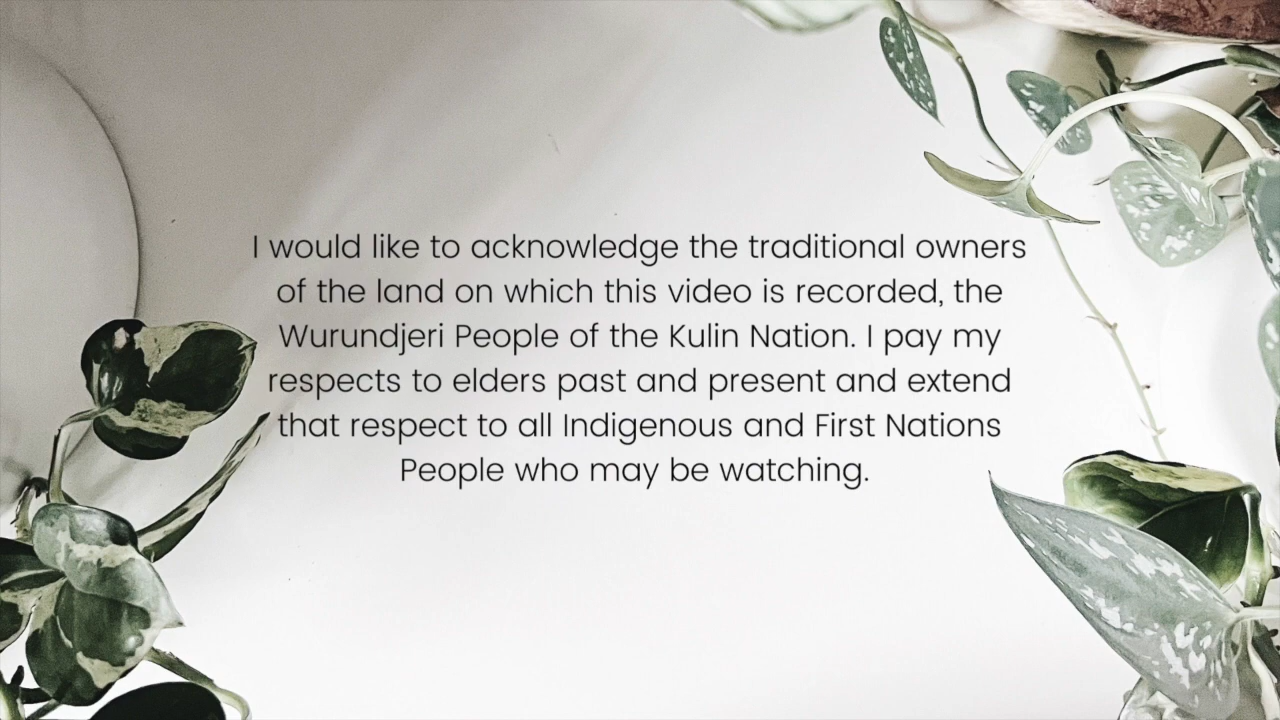 I would like to acknowledge the traditional owners
of the land on which this video is recorded, the
Wurundjeri People of the Kulin Nation. I pay my
respects to elders past and present and extend
that respect to all Indigenous and First Nations
People who may be watching.